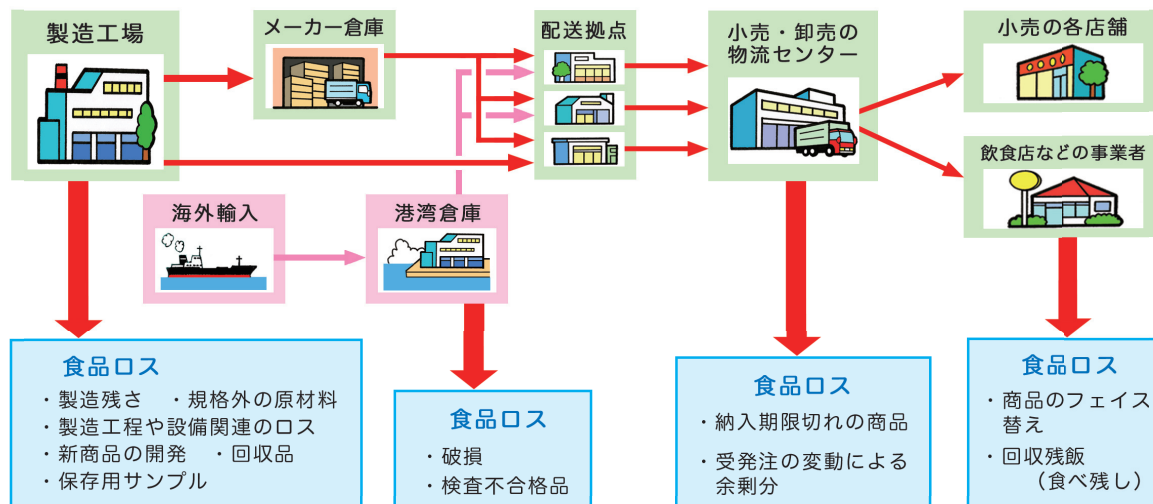 製造工場
メーカー倉庫
配送拠点
小売・卸売の
物流センター
小売の各店舗
飲食店などの事業者
海外輸入
港湾倉庫
食品ロス
・製造残さ ・規格外の原材料
・製造工程や設備関連のロス
・新商品の開発 ・回収品
・保存用サンプル
食品ロス
・破損
・検査不合格品
食品ロス
・納入期限切れの商品
・受発注の変動による
余剰分
食品ロス
・商品のフェイス
替え
・回収残飯
（食べ残し）